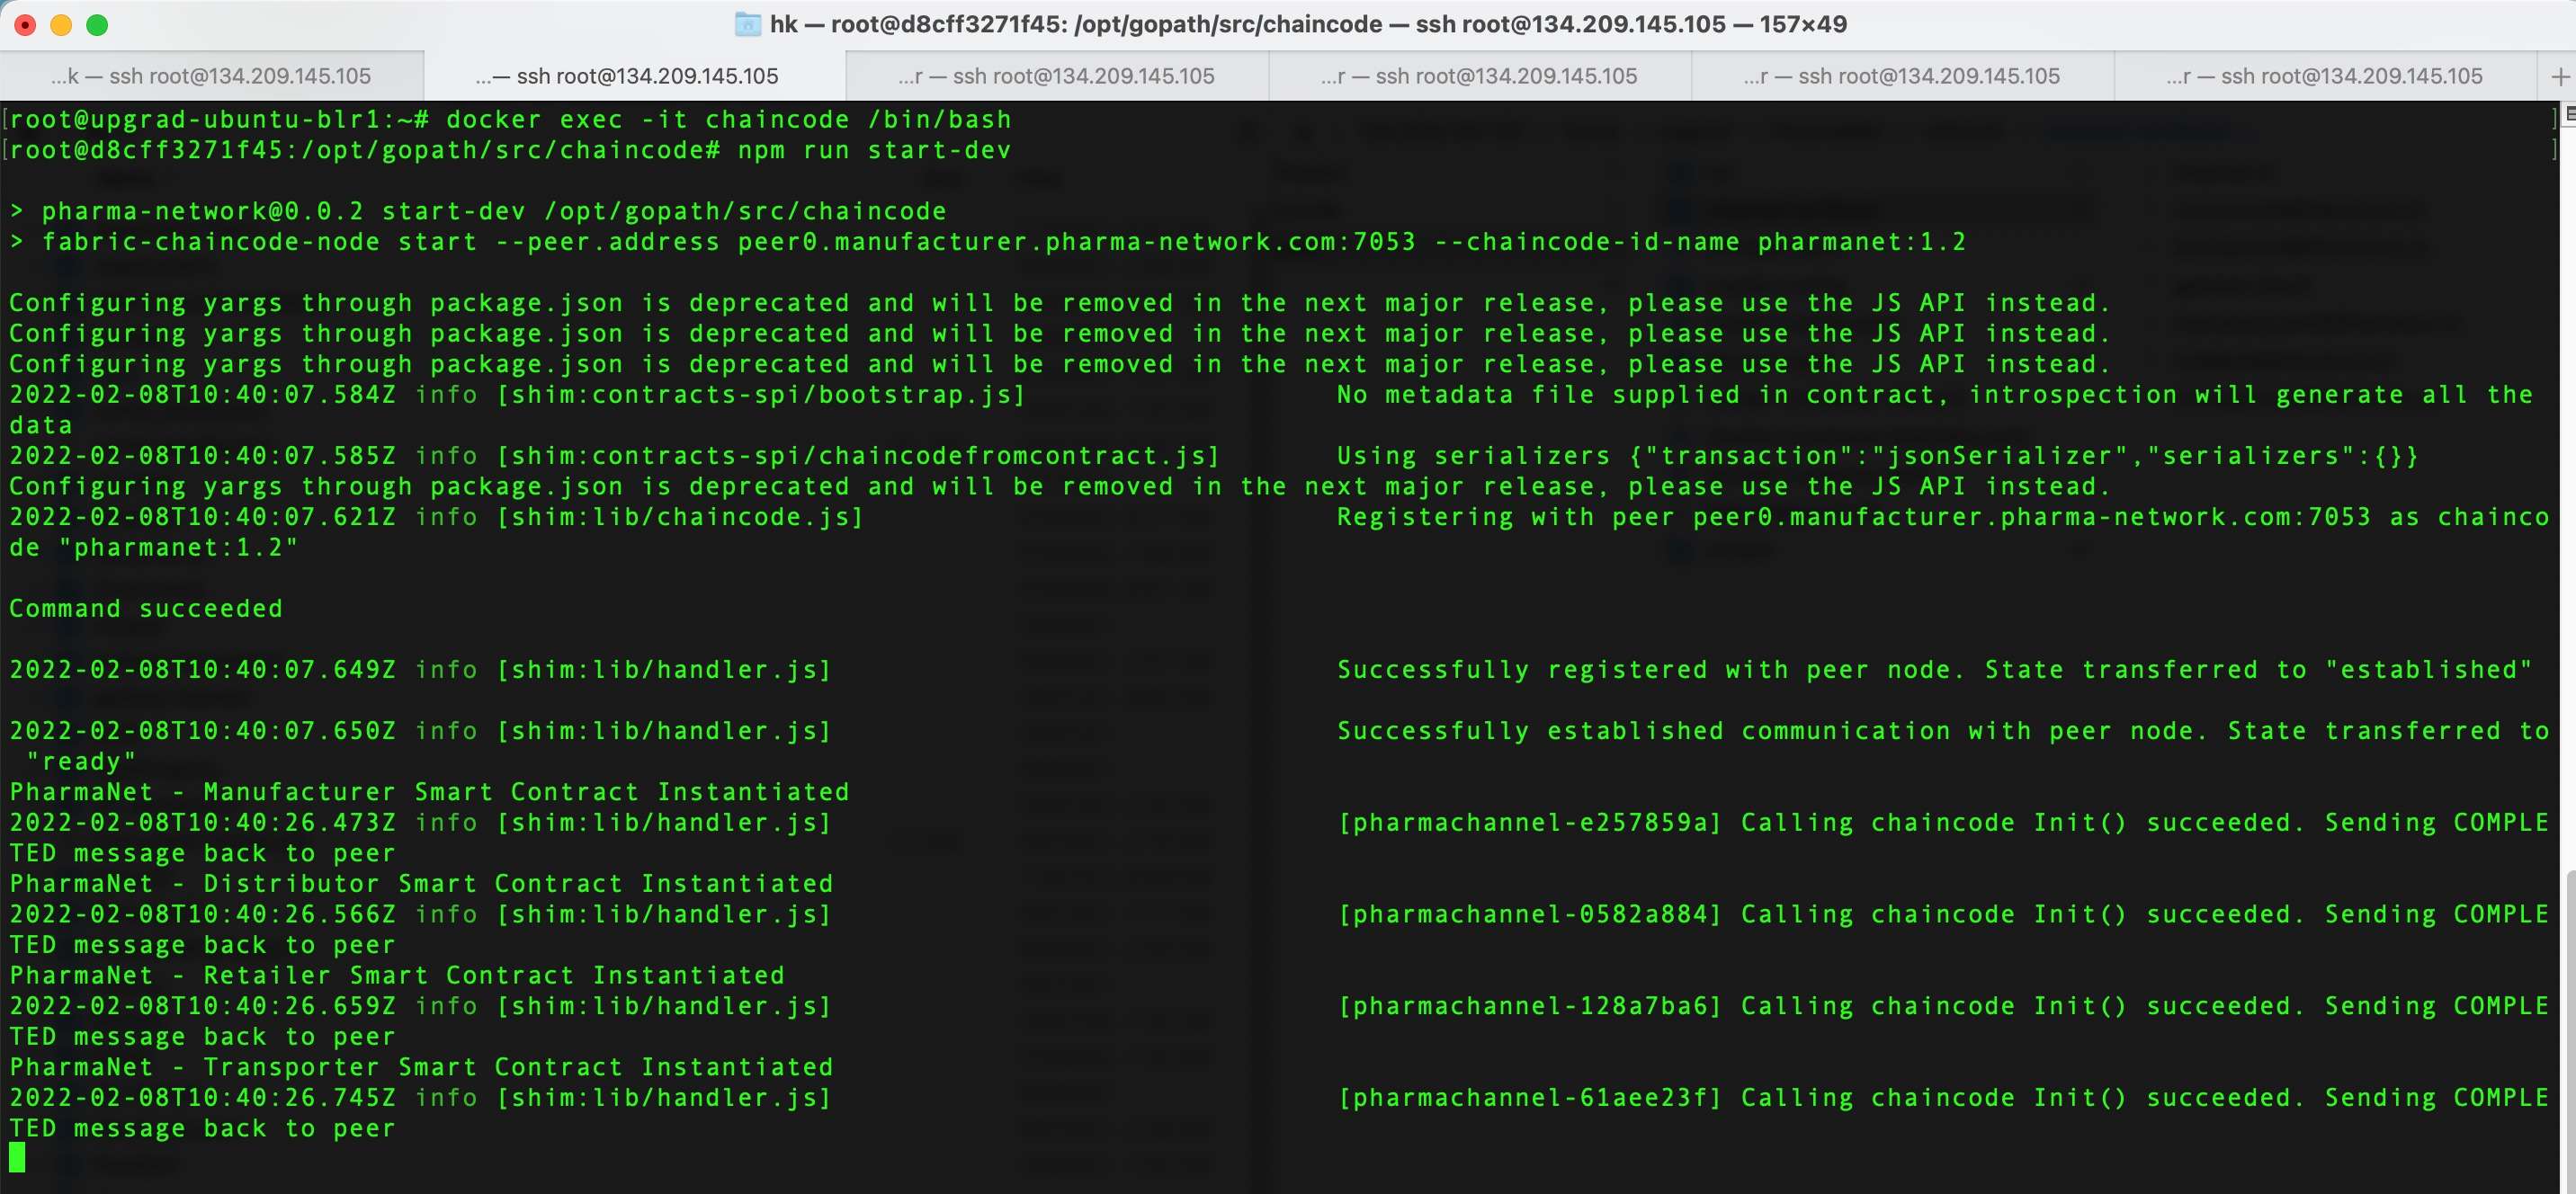 hk — root@d8cff3271f45: /opt/gopath/src/chaincode — ssh root@134.209.145.105 — 157×49
...k — ssh root@134.209.145.105
...— ssh root@134.209.145.105
...r — ssh root@134.209.145.105
...r — ssh root@134.209.145.105
...r — ssh root@134.209.145.105
...r — ssh root@134.209.145.105
+
[root@upgrad-ubuntu-blr1:~# docker exec -it chaincode /bin/bash ]
[root@d8cff3271f45:/opt/gopath/src/chaincode# npm run start-dev ]
> pharma-network@0.0.2 start-dev /opt/gopath/src/chaincode
> fabric-chaincode-node start --peer.address peer0.manufacturer.pharma-network.com:7053 --chaincode-id-name pharmanet:1.2
Configuring yargs through package.json is deprecated and will be removed in the next major release, please use the JS API instead.
Configuring yargs through package.json is deprecated and will be removed in the next major release, please use the JS API instead.
Configuring yargs through package.json is deprecated and will be removed in the next major release, please use the JS API instead.
2022-02-08T10:40:07.584Z info [shim:contracts-spi/bootstrap.js] No metadata file supplied in contract, introspection will generate all the
data
2022-02-08T10:40:07.585Z info [shim:contracts-spi/chaincodefromcontract.js] Using serializers {"transaction":"jsonSerializer","serializers":{}}
Configuring yargs through package.json is deprecated and will be removed in the next major release, please use the JS API instead.
2022-02-08T10:40:07.621Z info [shim:lib/chaincode.js] Registering with peer peer0.manufacturer.pharma-network.com:7053 as chainco
de "pharmanet:1.2"
Command succeeded
2022-02-08T10:40:07.649Z info [shim:lib/handler.js] Successfully registered with peer node. State transferred to "established"
2022-02-08T10:40:07.650Z info [shim:lib/handler.js] Successfully established communication with peer node. State transferred to
"ready"
PharmaNet - Manufacturer Smart Contract Instantiated
2022-02-08T10:40:26.473Z info [shim:lib/handler.js] [pharmachannel-e257859a] Calling chaincode Init() succeeded. Sending COMPLE
TED message back to peer
PharmaNet - Distributor Smart Contract Instantiated
2022-02-08T10:40:26.566Z info [shim:lib/handler.js] [pharmachannel-0582a884] Calling chaincode Init() succeeded. Sending COMPLE
TED message back to peer
PharmaNet - Retailer Smart Contract Instantiated
2022-02-08T10:40:26.659Z info [shim:lib/handler.js] [pharmachannel-128a7ba6] Calling chaincode Init() succeeded. Sending COMPLE
TED message back to peer
PharmaNet - Transporter Smart Contract Instantiated
2022-02-08T10:40:26.745Z info [shim:lib/handler.js] [pharmachannel-61aee23f] Calling chaincode Init() succeeded. Sending COMPLE
TED message back to peer